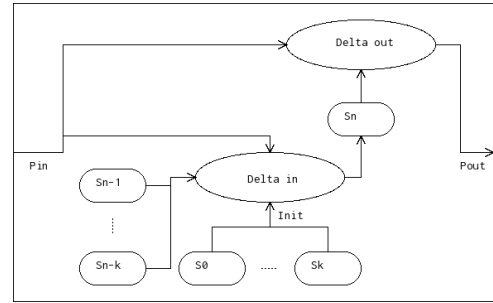 Delta out
Sn
Pin
Pout
Sn-1
Delta in
Init
Sn-k
S0
.....
Sk